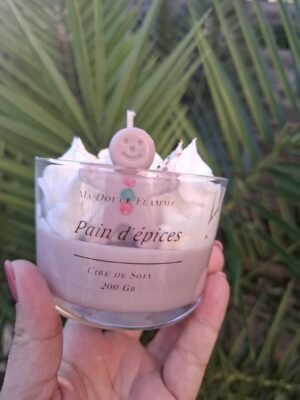 Ma Douce Flamme
Pain d'épices
Cire de Soja
200 Gr